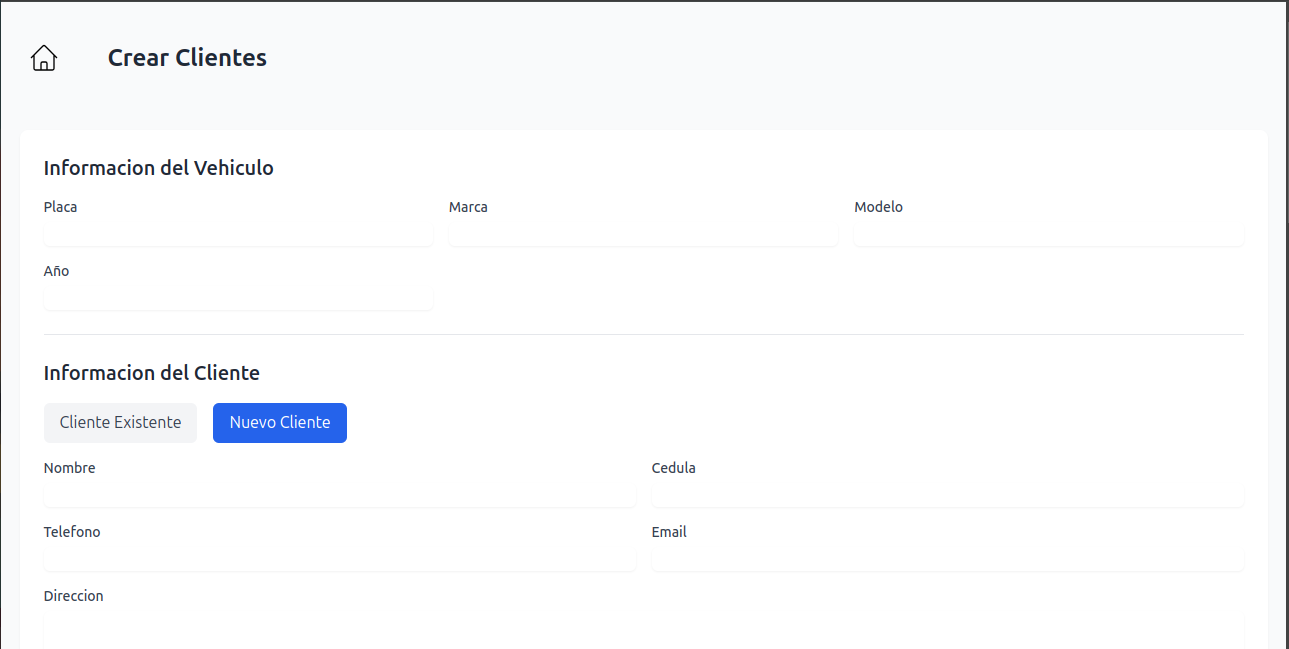 Crear Clientes
Informacion del Vehiculo
Placa
Marca
Modelo
Año
Informacion del Cliente
Cliente Existente
Nuevo Cliente
Nombre
Cedula
Telefono
Email
Direccion